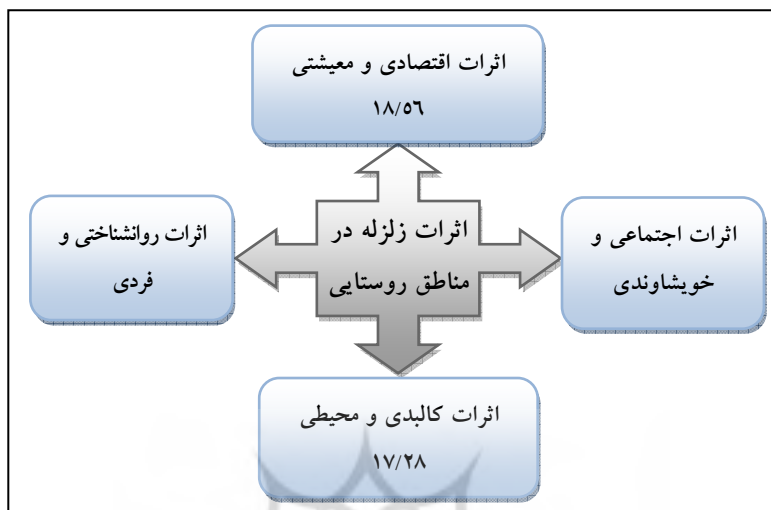 اثرات اقتصادی و معیشتی
۱۸/۵۶
اثرات اجتماعی و
خویشاوندی
اثرات زلزله در
مناطق روستایی
اثرات روانشناختی و
فردی
اثرات کالبدی و محیطی
۱۷/۲۸